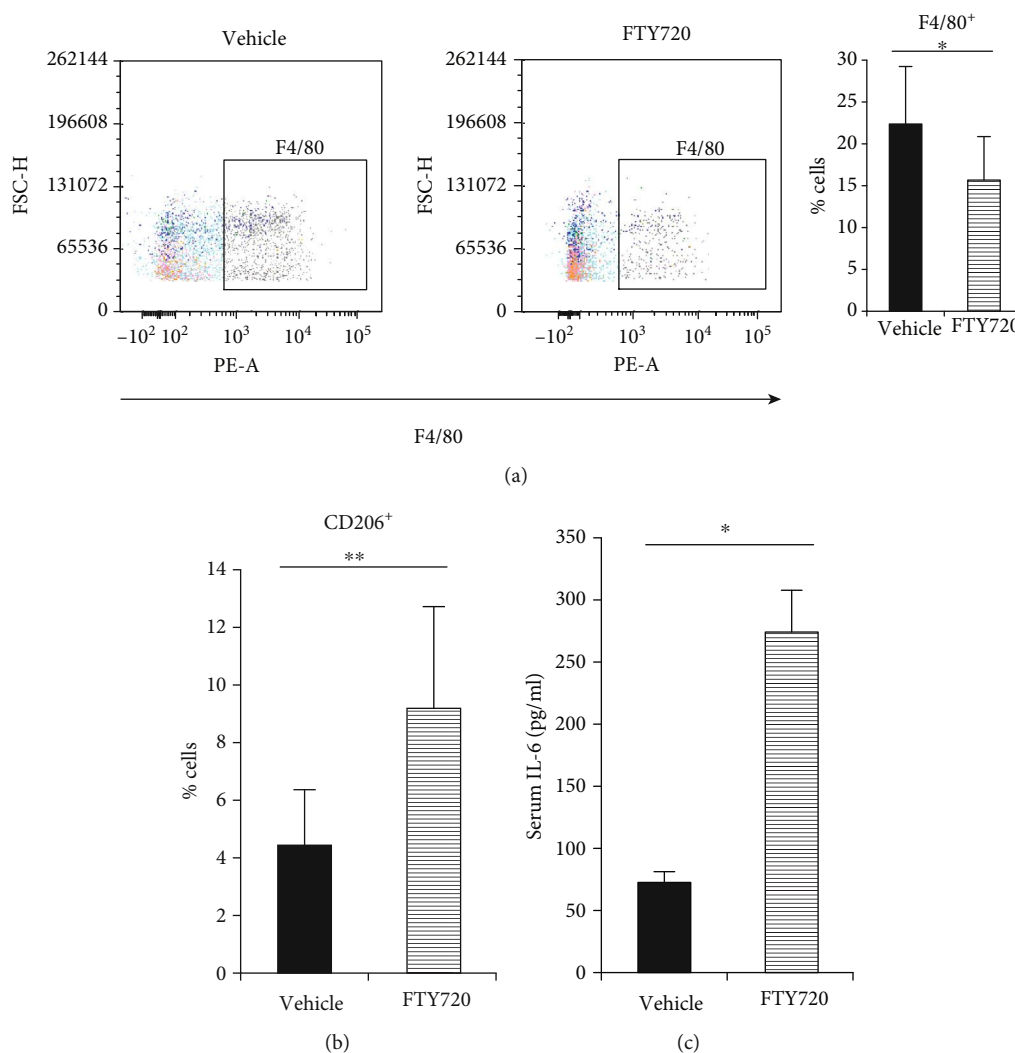 Vehicle
262144
196608
131072
65536
0
FSC-H
F4/80
–10² 10² 10³ 10⁴ 10⁵
PE-A
FTY720
262144
196608
131072
65536
0
FSC-H
F4/80
–10² 10³ 10⁴ 10⁵
PE-A
F4/80
F4/80⁺
*
30
25
20
15
10
5
0
% cells
Vehicle FTY720
(a)
CD206⁺
**
14
12
10
8
6
4
2
0
% cells
Vehicle FTY720
(b)
*
350
300
250
200
150
100
50
0
Serum IL-6 (pg/ml)
Vehicle FTY720
(c)